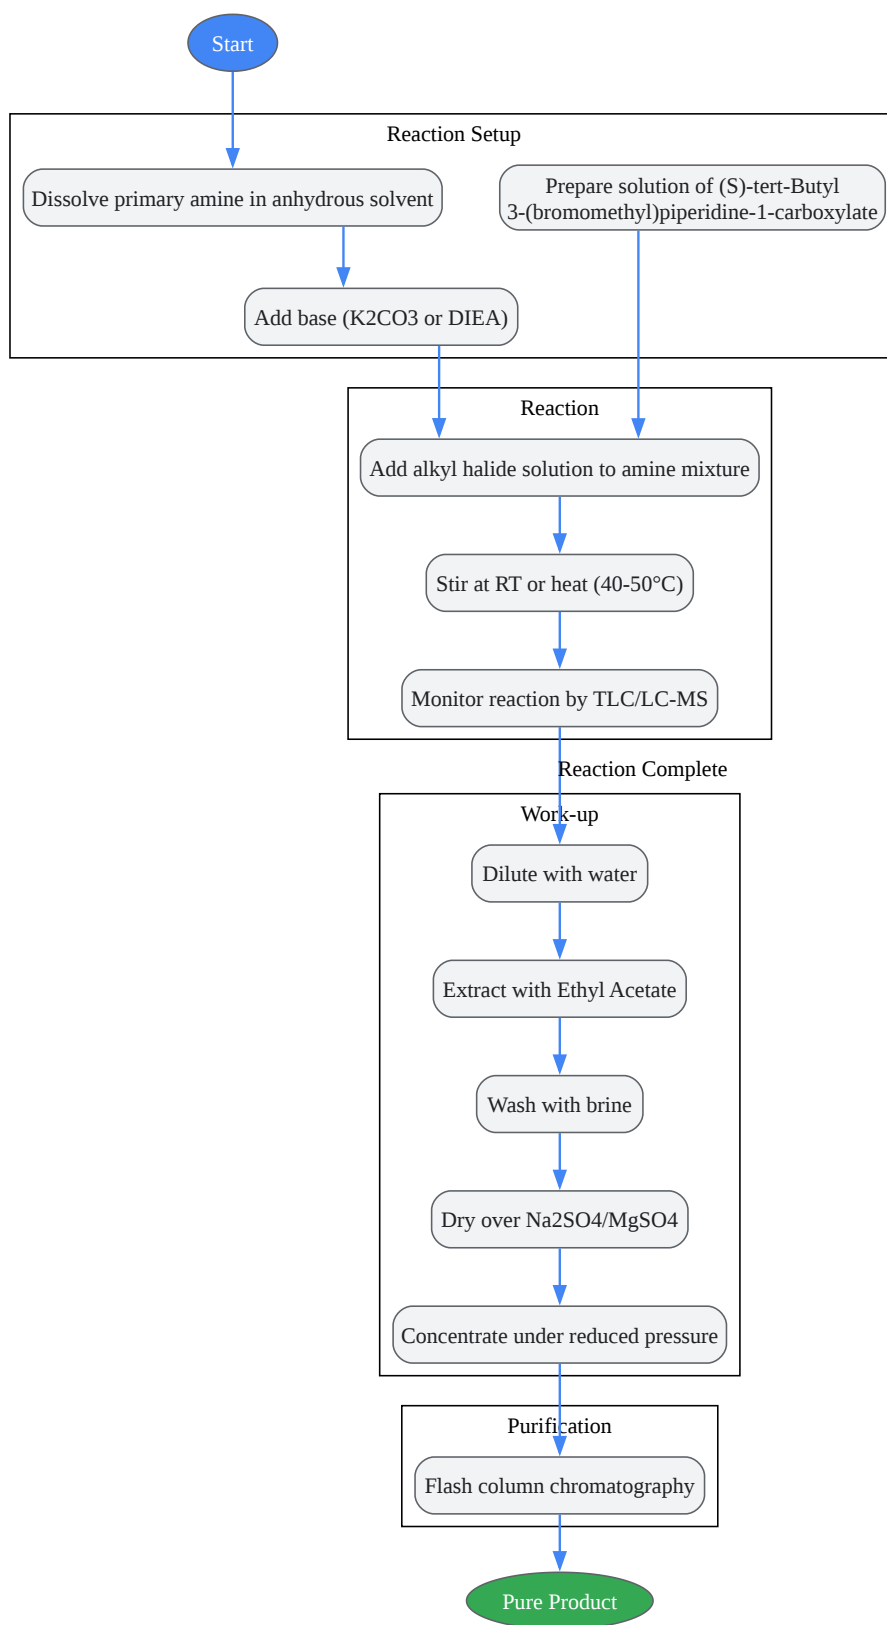 Start
Reaction Setup
Dissolve primary amine in anhydrous solvent
Prepare solution of (S)-tert-Butyl
3-(bromomethyl)piperidine-1-carboxylate
Add base (K2CO3 or DIEA)
Reaction
Add alkyl halide solution to amine mixture
Stir at RT or heat (40-50°C)
Monitor reaction by TLC/LC-MS
Reaction Complete
Work-up
Dilute with water
Extract with Ethyl Acetate
Wash with brine
Dry over Na2SO4/MgSO4
Concentrate under reduced pressure
Purification
Flash column chromatography
Pure Product